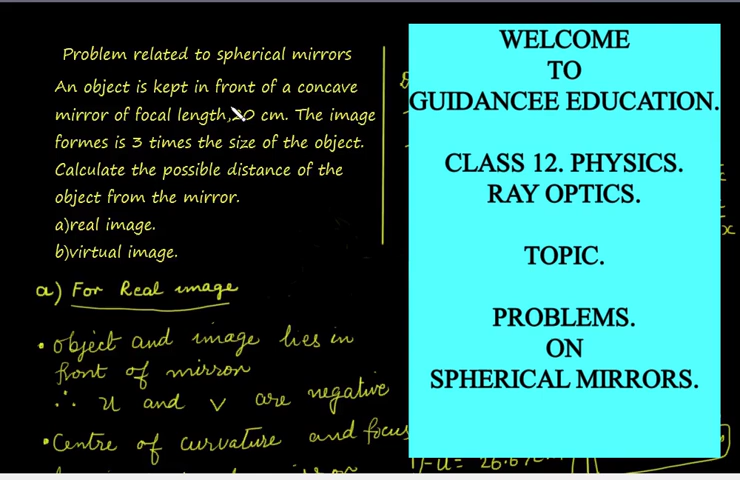 Problem related to spherical mirrors
An object is kept in front of a concave
mirror of focal length, cm. The image
formes is 3 times the size of the object.
Calculate the possible distance of the
object from the mirror.
a)real image.
b)virtual image.
a) For Real image
• object and image lies in
front of mirror
∴ u and v are negative
• Centre of curvature and focus
WELCOME
TO
GUIDANCEE EDUCATION.
CLASS 12. PHYSICS.
RAY OPTICS.
TOPIC.
PROBLEMS.
ON
SPHERICAL MIRRORS.
x